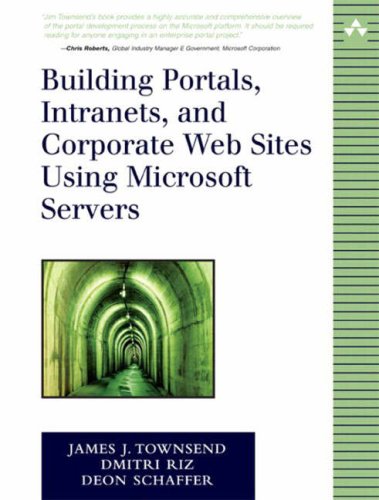 "Jim Townsend's book provides a highly accurate and comprehensive overview
of the portal development process on the Microsoft platform. It should be required
reading for anyone engaging in an enterprise portal project."
—Chris Roberts, Global Industry Manager E Government, Microsoft Corporation
Building Portals,
Intranets, and
Corporate Web Sites
Using Microsoft
Servers
JAMES J. TOWNSEND
DMITRI RIZ
DEON SCHAFFER